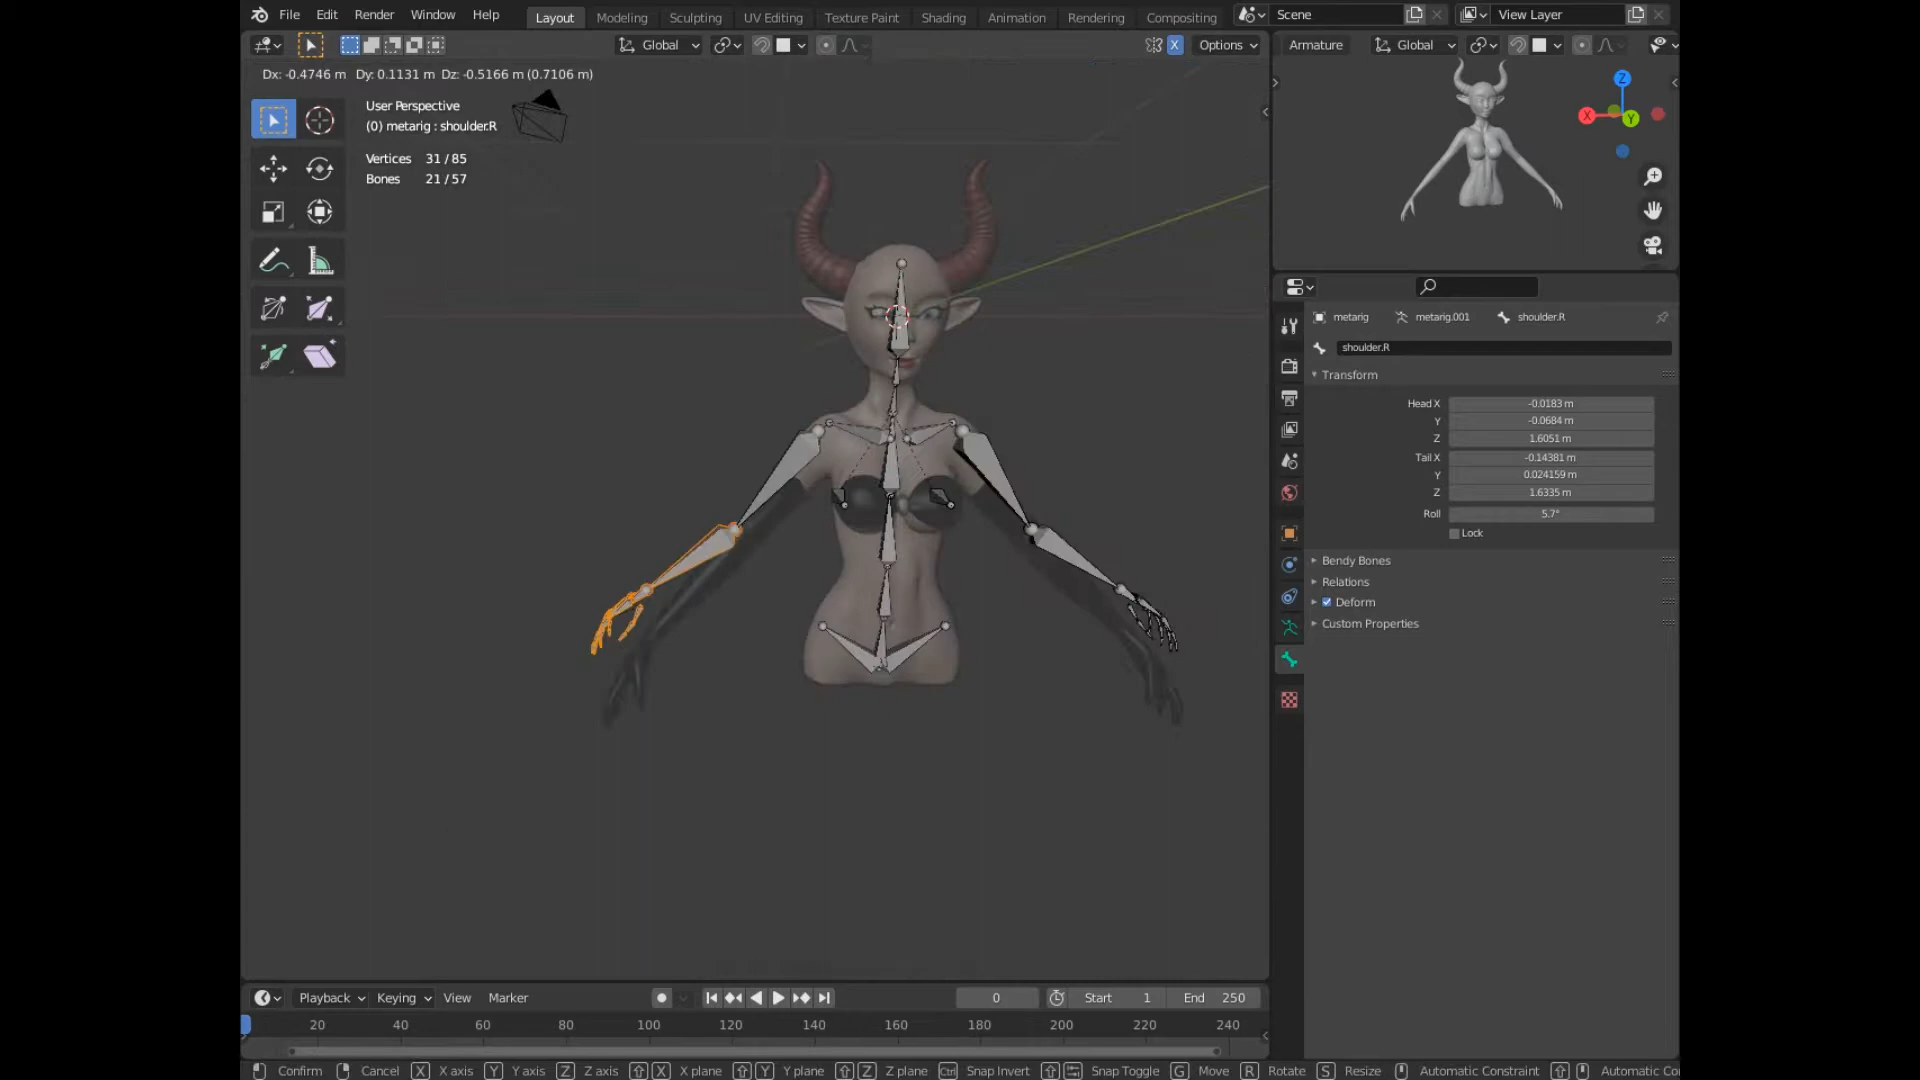 File Edit Render Window Help Layout Modeling Sculpting UV Editing Texture Paint Shading Animation Rendering Compositing Scene View Layer
Global X Options Armature Global
Dx: -0.4746 m Dy: 0.1131 m Dz: -0.5166 m (0.7106 m)
User Perspective
(0) metarig : shoulder.R
Vertices 31 / 85
Bones 21 / 57
Z
X
Y
metarig metarig.001 shoulder.R
shoulder.R
Transform
Head X -0.0183 m
Y -0.0684 m
Z 1.6051 m
Tail X -0.14381 m
Y 0.024159 m
Z 1.6335 m
Roll 5.7°
Lock
Bendy Bones
Relations
Deform
Custom Properties
Playback Keying View Marker 0 Start 1 End 250
20 40 60 80 100 120 140 160 180 200 220 240
Confirm Cancel X X axis Y Y axis Z Z axis X X plane Y Y plane Z Z plane Ctrl Snap Invert Snap Toggle G Move R Rotate S Resize Automatic Constraint Automatic Co